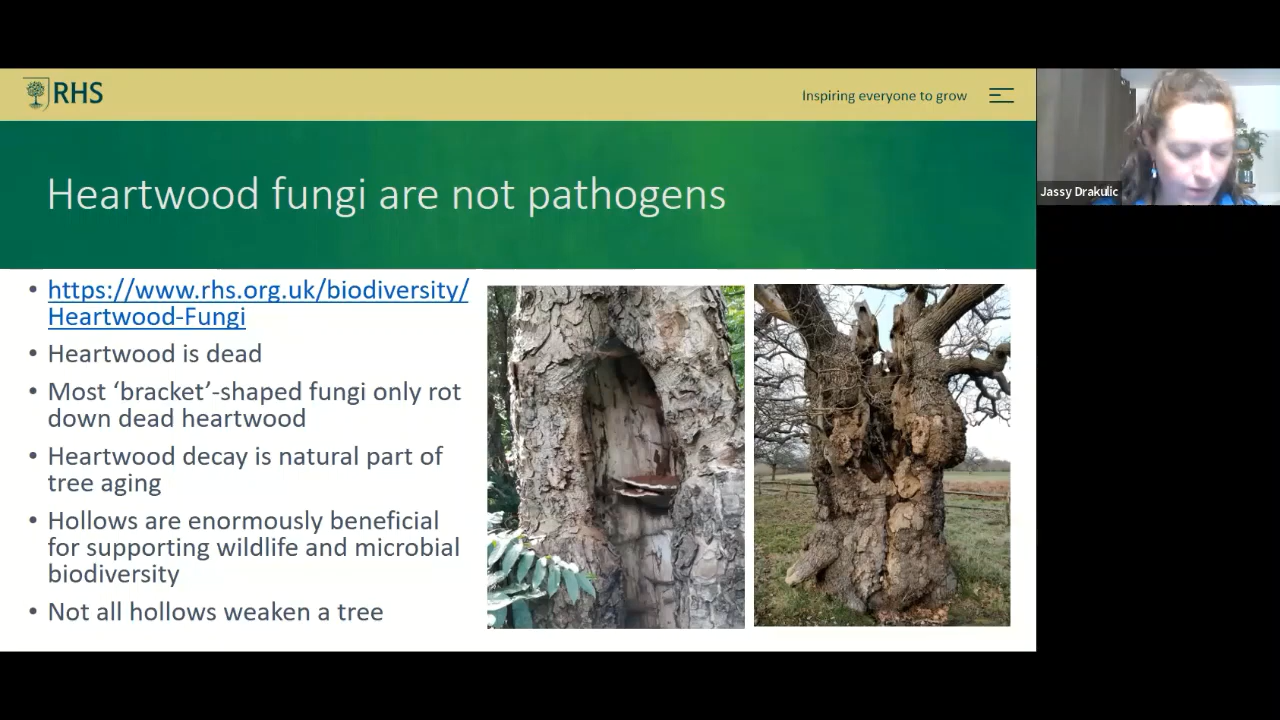 RHS
Inspiring everyone to grow
Jassy Drakulic
Heartwood fungi are not pathogens
• https://www.rhs.org.uk/biodiversity/
Heartwood-Fungi
• Heartwood is dead
• Most ‘bracket’-shaped fungi only rot
down dead heartwood
• Heartwood decay is natural part of
tree aging
• Hollows are enormously beneficial
for supporting wildlife and microbial
biodiversity
• Not all hollows weaken a tree